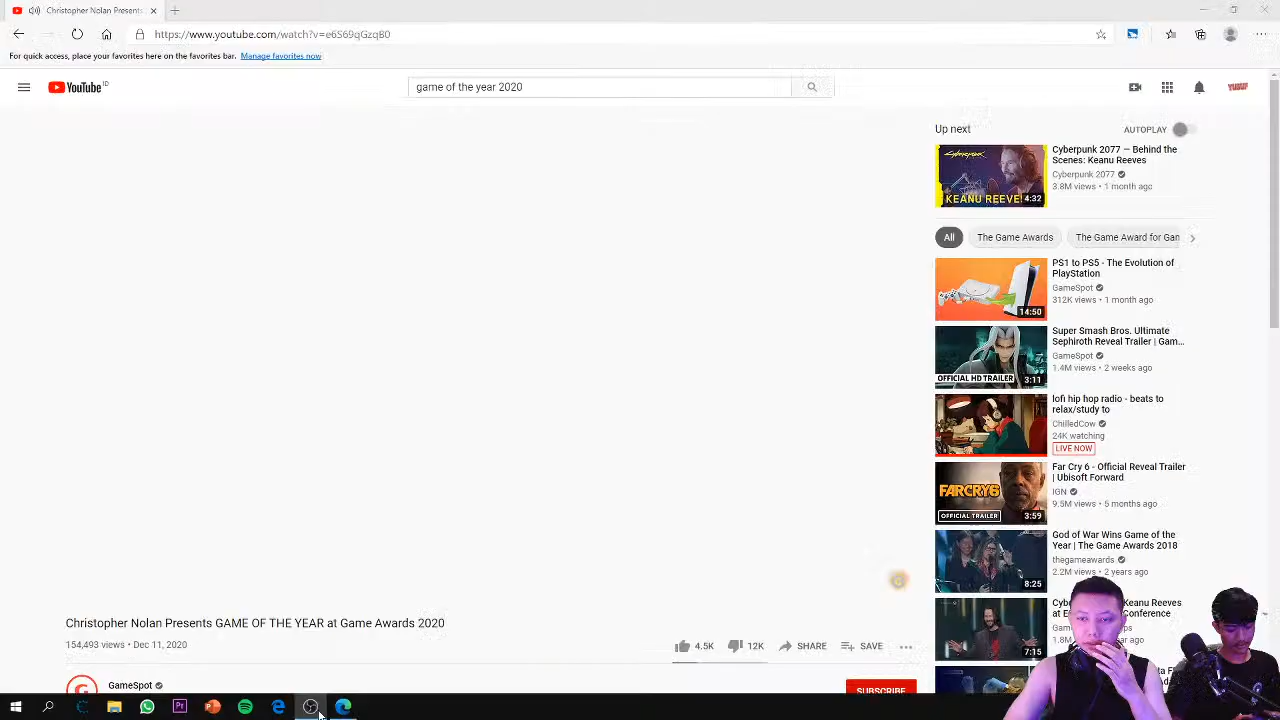 Christopher Nolan Presents
https://www.youtube.com/watch?v=e6S69qGzqB0
For quick access, place your favorites here on the favorites bar. Manage favorites now
YouTube ID
game of the year 2020
YUSUF
Up next
AUTOPLAY
Cyberpunk 2077 — Behind the
Scenes: Keanu Reeves
Cyberpunk 2077
3.8M views • 1 month ago
KEANU REEVE
4:32
All
The Game Awards
The Game Award for Gam
PS1 to PS5 - The Evolution of
PlayStation
GameSpot
312K views • 1 month ago
14:50
Super Smash Bros. Ultimate
Sephiroth Reveal Trailer | Gam...
GameSpot
1.4M views • 2 weeks ago
OFFICIAL HD TRAILER
3:11
lofi hip hop radio - beats to
relax/study to
ChilledCow
24K watching
LIVE NOW
Far Cry 6 - Official Reveal Trailer
| Ubisoft Forward
IGN
9.5M views • 5 months ago
FARCRY6
OFFICIAL TRAILER
3:59
God of War Wins Game of the
Year | The Game Awards 2018
thegameawards
2.2M views • 2 years ago
8:25
Keanu Reeves
at
GameS
1.8M
7:15
Christopher Nolan Presents GAME OF THE YEAR at Game Awards 2020
154,493 views • Dec 11, 2020
4.5K
12K
SHARE
SAVE
GameSpot
SUBSCRIBE